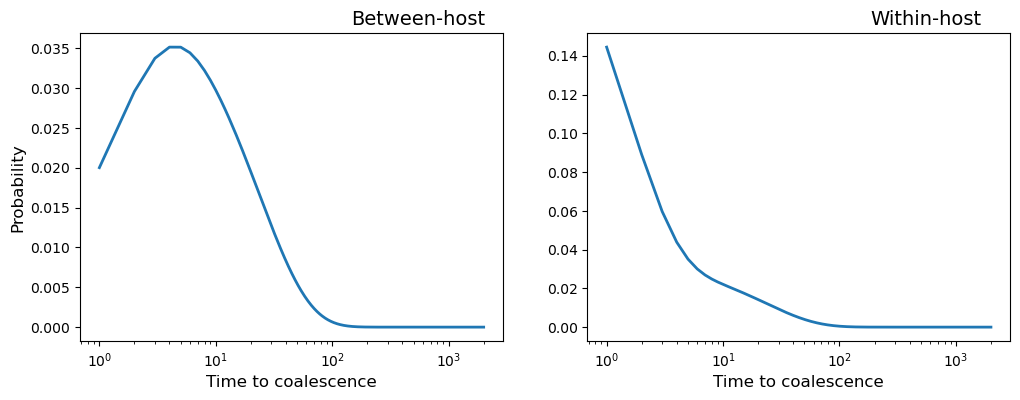 Between-host
Probability
0.035
0.030
0.025
0.020
0.015
0.010
0.005
0.000
10⁰ 10¹ 10² 10³
Time to coalescence
Within-host
0.14
0.12
0.10
0.08
0.06
0.04
0.02
0.00
10⁰ 10¹ 10² 10³
Time to coalescence